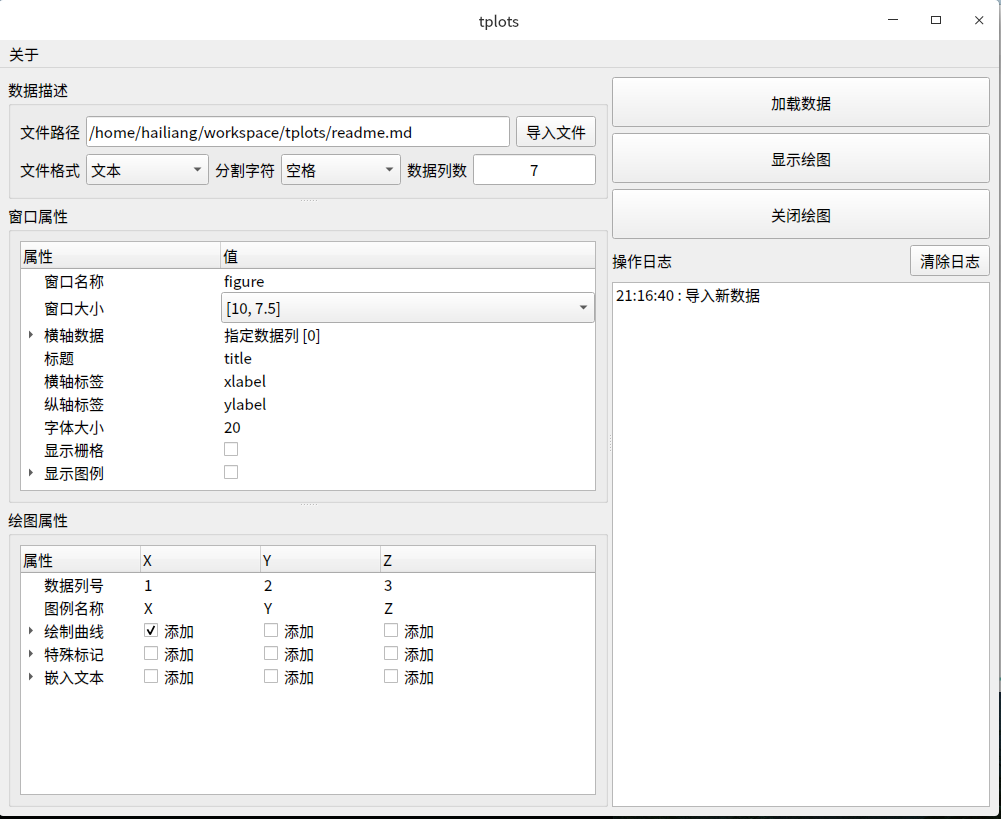 tplots
关于
数据描述
文件路径 /home/hailiang/workspace/tplots/readme.md 导入文件
文件格式 文本 分割字符 空格 数据列数 7
窗口属性
属性 值
窗口名称 figure
窗口大小 [10, 7.5]
横轴数据 指定数据列 [0]
标题 title
横轴标签 xlabel
纵轴标签 ylabel
字体大小 20
显示栅格
显示图例
绘图属性
属性 X Y Z
数据列号 1 2 3
图例名称 X Y Z
绘制曲线 添加 添加 添加
特殊标记 添加 添加 添加
嵌入文本 添加 添加 添加
加载数据
显示绘图
关闭绘图
操作日志 清除日志
21:16:40 : 导入新数据